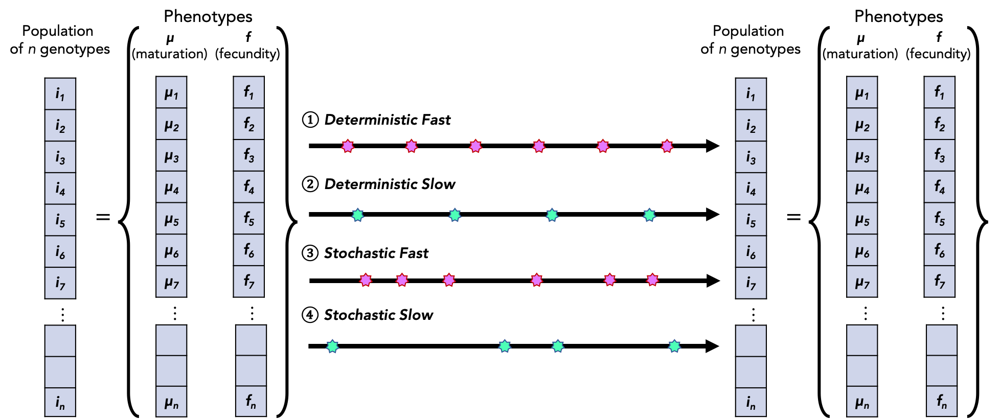 Population
of n genotypes
Phenotypes
μ f
(maturation) (fecundity)
i1 μ1 f1
i2 μ2 f2
i3 μ3 f3
i4 μ4 f4
i5 μ5 f5
i6 μ6 f6
i7 μ7 f7
⋮ ⋮ ⋮
in μn fn
=
① Deterministic Fast
② Deterministic Slow
③ Stochastic Fast
④ Stochastic Slow
Population
of n genotypes
Phenotypes
μ f
(maturation) (fecundity)
i1 μ1 f1
i2 μ2 f2
i3 μ3 f3
i4 μ4 f4
i5 μ5 f5
i6 μ6 f6
i7 μ7 f7
⋮ ⋮ ⋮
in μn fn
=